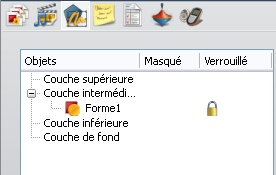 Objets Masqué Verrouillé
Couche supérieure
Couche intermédi...
Forme1
Couche inférieure
Couche de fond